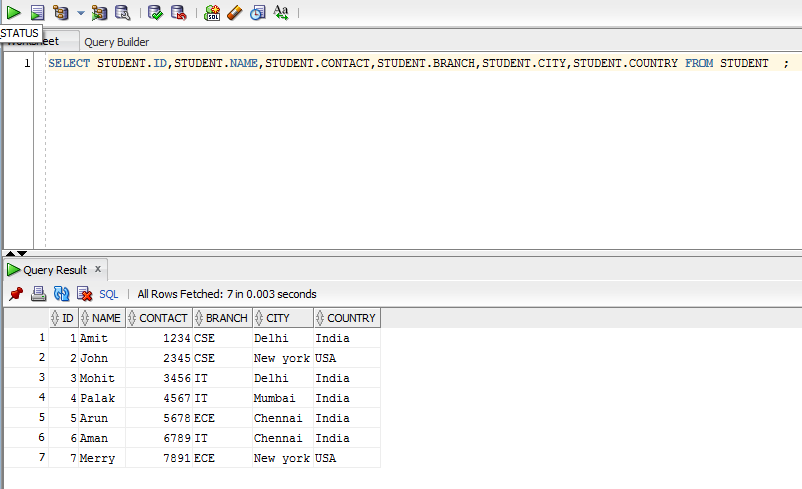 STATUS
Worksheet Query Builder
1 SELECT STUDENT.ID,STUDENT.NAME,STUDENT.CONTACT,STUDENT.BRANCH,STUDENT.CITY,STUDENT.COUNTRY FROM STUDENT ;
Query Result x
SQL | All Rows Fetched: 7 in 0.003 seconds
ID NAME CONTACT BRANCH CITY COUNTRY
1 1 Amit 1234 CSE Delhi India
2 2 John 2345 CSE New york USA
3 3 Mohit 3456 IT Delhi India
4 4 Palak 4567 IT Mumbai India
5 5 Arun 5678 ECE Chennai India
6 6 Aman 6789 IT Chennai India
7 7 Merry 7891 ECE New york USA